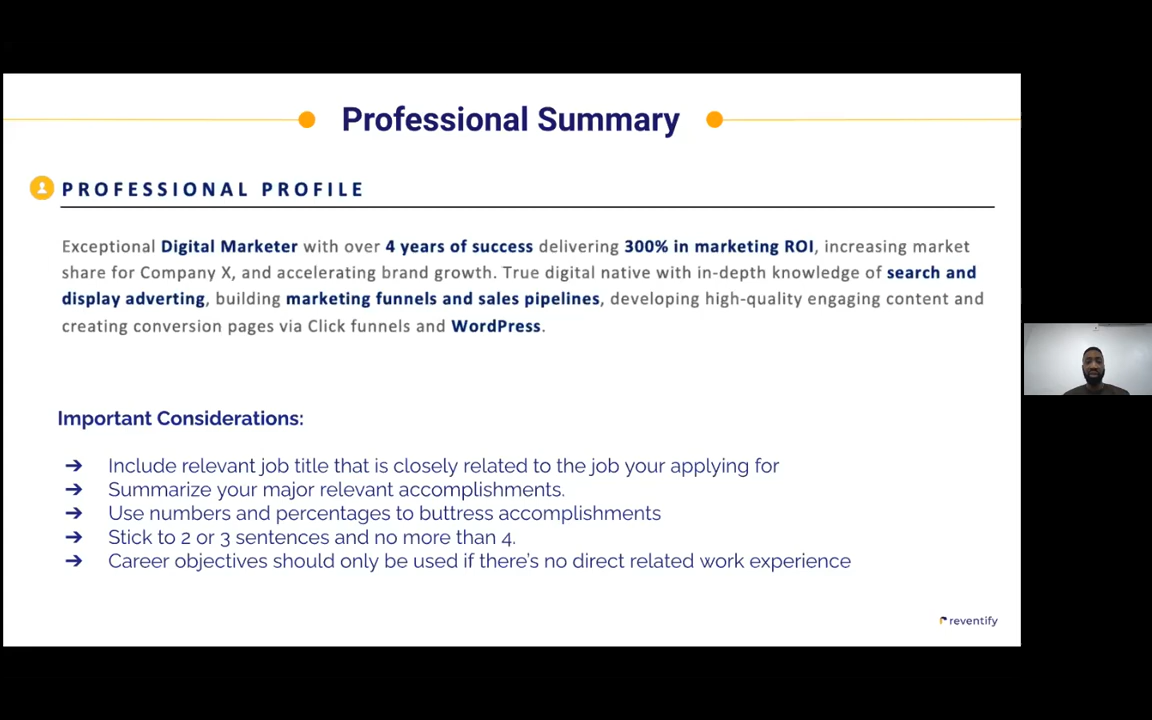 Professional Summary
PROFESSIONAL PROFILE
Exceptional Digital Marketer with over 4 years of success delivering 300% in marketing ROI, increasing market
share for Company X, and accelerating brand growth. True digital native with in-depth knowledge of search and
display adverting, building marketing funnels and sales pipelines, developing high-quality engaging content and
creating conversion pages via Click funnels and WordPress.
Important Considerations:
➔ Include relevant job title that is closely related to the job your applying for
➔ Summarize your major relevant accomplishments.
➔ Use numbers and percentages to buttress accomplishments
➔ Stick to 2 or 3 sentences and no more than 4.
➔ Career objectives should only be used if there's no direct related work experience
reventify